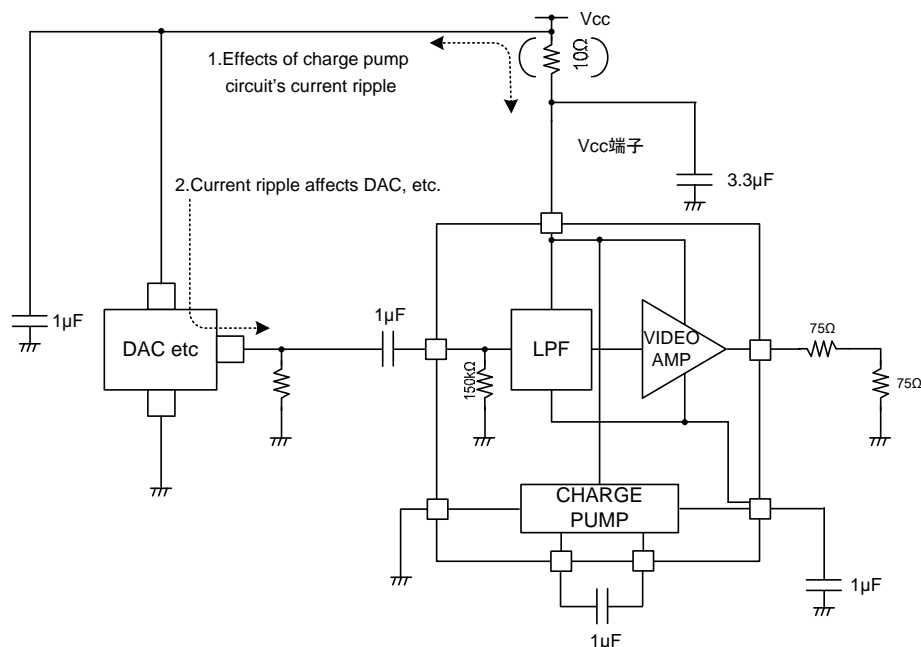 Vcc
10Ω
1.Effects of charge pump
circuit's current ripple
Vcc端子
3.3µF
2.Current ripple affects DAC, etc.
1µF
DAC etc
1µF
150kΩ
LPF
VIDEO
AMP
75Ω
75Ω
CHARGE
PUMP
1µF
1µF